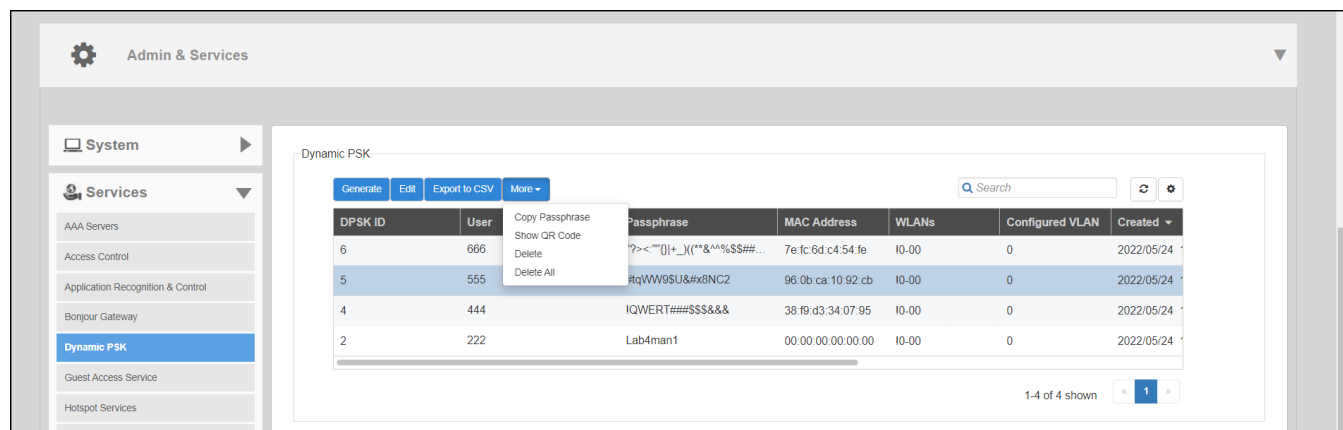 Admin & Services
System
Services
AAA Servers
Access Control
Application Recognition & Control
Bonjour Gateway
Dynamic PSK
Guest Access Service
Hotspot Services
Dynamic PSK
Generate Edit Export to CSV More Search
Copy Passphrase
Show QR Code
Delete
Delete All
DPSK ID User Passphrase MAC Address WLANs Configured VLAN Created
6 666 7e:fc:6d:c4:54:fe !0-00 0 2022/05/24
5 555 #tqWW9$U&#x8NC2 96:0b:ca:10:92:cb !0-00 0 2022/05/24
4 444 !QWERT###$$$&&& 38:f9:d3:34:07:95 !0-00 0 2022/05/24
2 222 Lab4man1 00:00:00:00:00:00 !0-00 0 2022/05/24
1-4 of 4 shown « 1 »